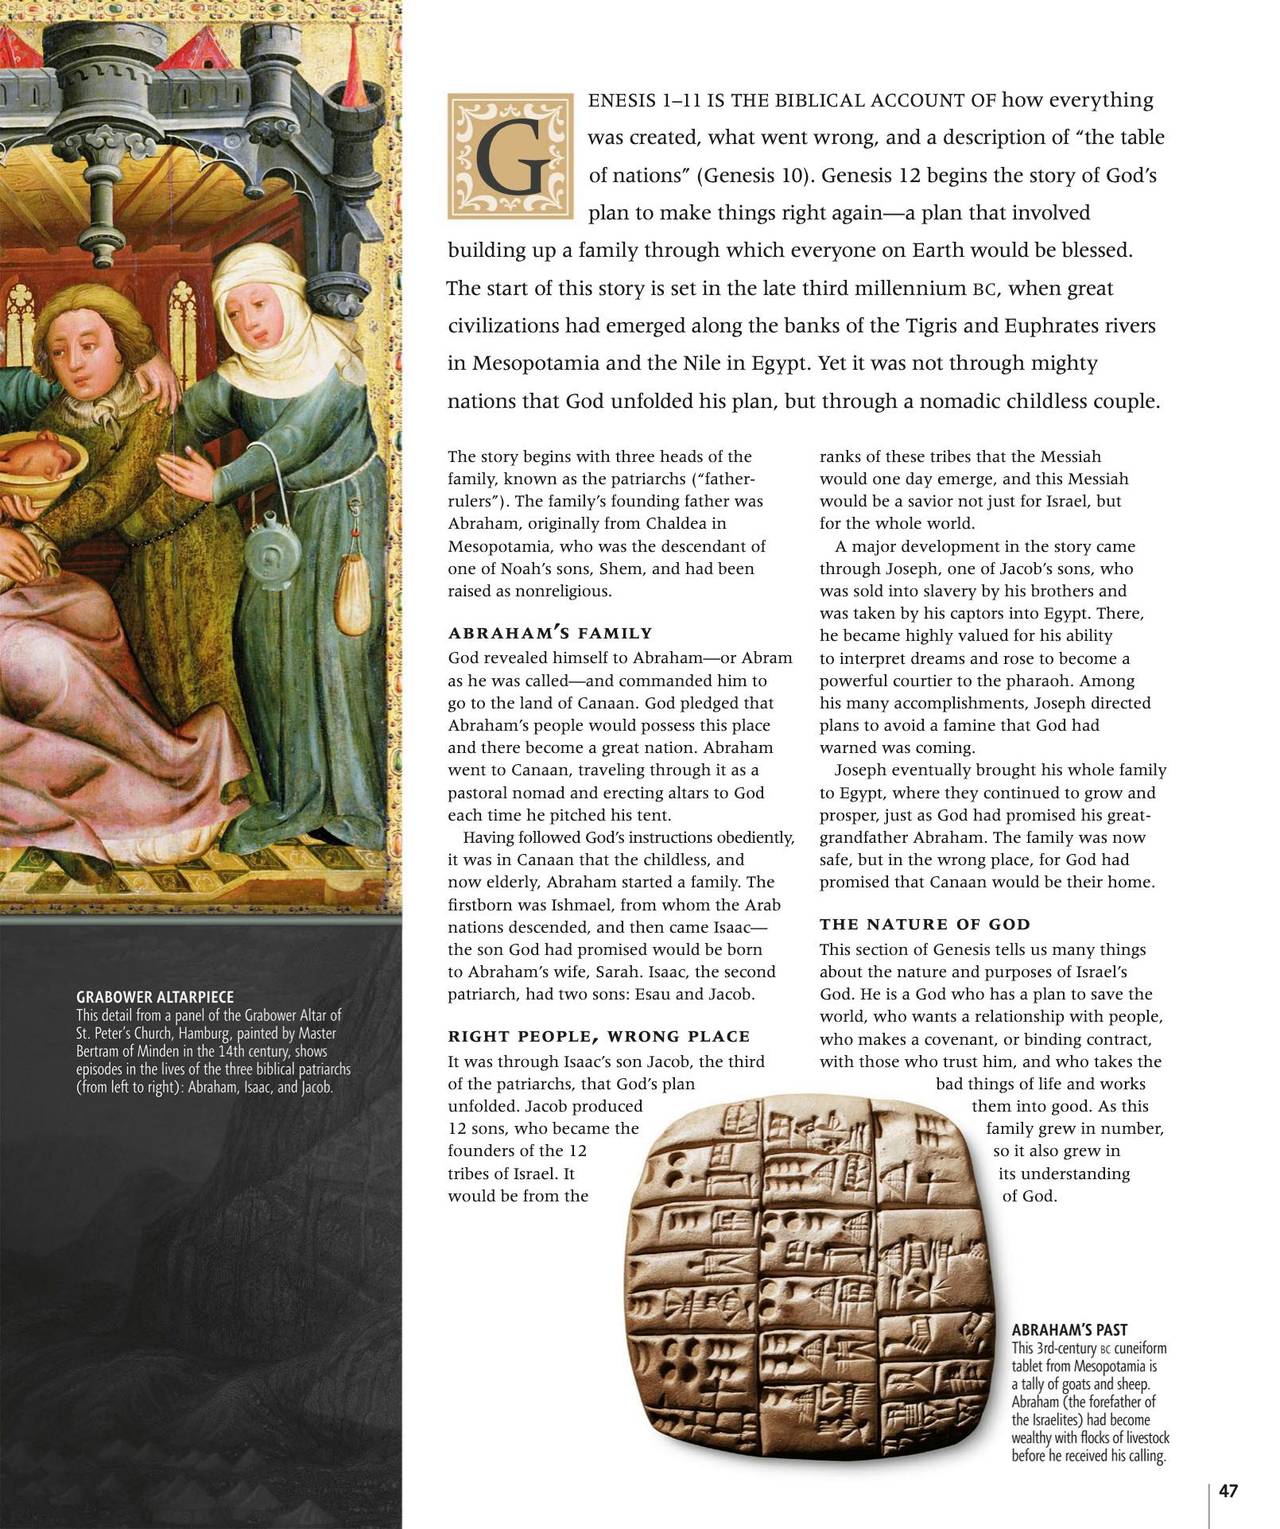 GENESIS 1–11 IS THE BIBLICAL ACCOUNT OF how everything
was created, what went wrong, and a description of “the table
of nations” (Genesis 10). Genesis 12 begins the story of God’s
plan to make things right again—a plan that involved
building up a family through which everyone on Earth would be blessed.
The start of this story is set in the late third millennium BC, when great
civilizations had emerged along the banks of the Tigris and Euphrates rivers
in Mesopotamia and the Nile in Egypt. Yet it was not through mighty
nations that God unfolded his plan, but through a nomadic childless couple.
The story begins with three heads of the
family, known as the patriarchs (“father-
rulers”). The family’s founding father was
Abraham, originally from Chaldea in
Mesopotamia, who was the descendant of
one of Noah’s sons, Shem, and had been
raised as nonreligious.
ABRAHAM’S FAMILY
God revealed himself to Abraham—or Abram
as he was called—and commanded him to
go to the land of Canaan. God pledged that
Abraham’s people would possess this place
and there become a great nation. Abraham
went to Canaan, traveling through it as a
pastoral nomad and erecting altars to God
each time he pitched his tent.
Having followed God’s instructions obediently,
it was in Canaan that the childless, and
now elderly, Abraham started a family. The
firstborn was Ishmael, from whom the Arab
nations descended, and then came Isaac—
the son God had promised would be born
to Abraham’s wife, Sarah. Isaac, the second
patriarch, had two sons: Esau and Jacob.
RIGHT PEOPLE, WRONG PLACE
It was through Isaac’s son Jacob, the third
of the patriarchs, that God’s plan
unfolded. Jacob produced
12 sons, who became the
founders of the 12
tribes of Israel. It
would be from the
ranks of these tribes that the Messiah
would one day emerge, and this Messiah
would be a savior not just for Israel, but
for the whole world.
A major development in the story came
through Joseph, one of Jacob’s sons, who
was sold into slavery by his brothers and
was taken by his captors into Egypt. There,
he became highly valued for his ability
to interpret dreams and rose to become a
powerful courtier to the pharaoh. Among
his many accomplishments, Joseph directed
plans to avoid a famine that God had
warned was coming.
Joseph eventually brought his whole family
to Egypt, where they continued to grow and
prosper, just as God had promised his great-
grandfather Abraham. The family was now
safe, but in the wrong place, for God had
promised that Canaan would be their home.
THE NATURE OF GOD
This section of Genesis tells us many things
about the nature and purposes of Israel’s
God. He is a God who has a plan to save the
world, who wants a relationship with people,
who makes a covenant, or binding contract,
with those who trust him, and who takes the
bad things of life and works
them into good. As this
family grew in number,
so it also grew in
its understanding
of God.
GRABOWER ALTARPIECE
This detail from a panel of the Grabower Altar of
St. Peter’s Church, Hamburg, painted by Master
Bertram of Minden in the 14th century, shows
episodes in the lives of the three biblical patriarchs
(from left to right): Abraham, Isaac, and Jacob.
ABRAHAM’S PAST
This 3rd-century BC cuneiform
tablet from Mesopotamia is
a tally of goats and sheep.
Abraham (the forefather of
the Israelites) had become
wealthy with flocks of livestock
before he received his calling.
47